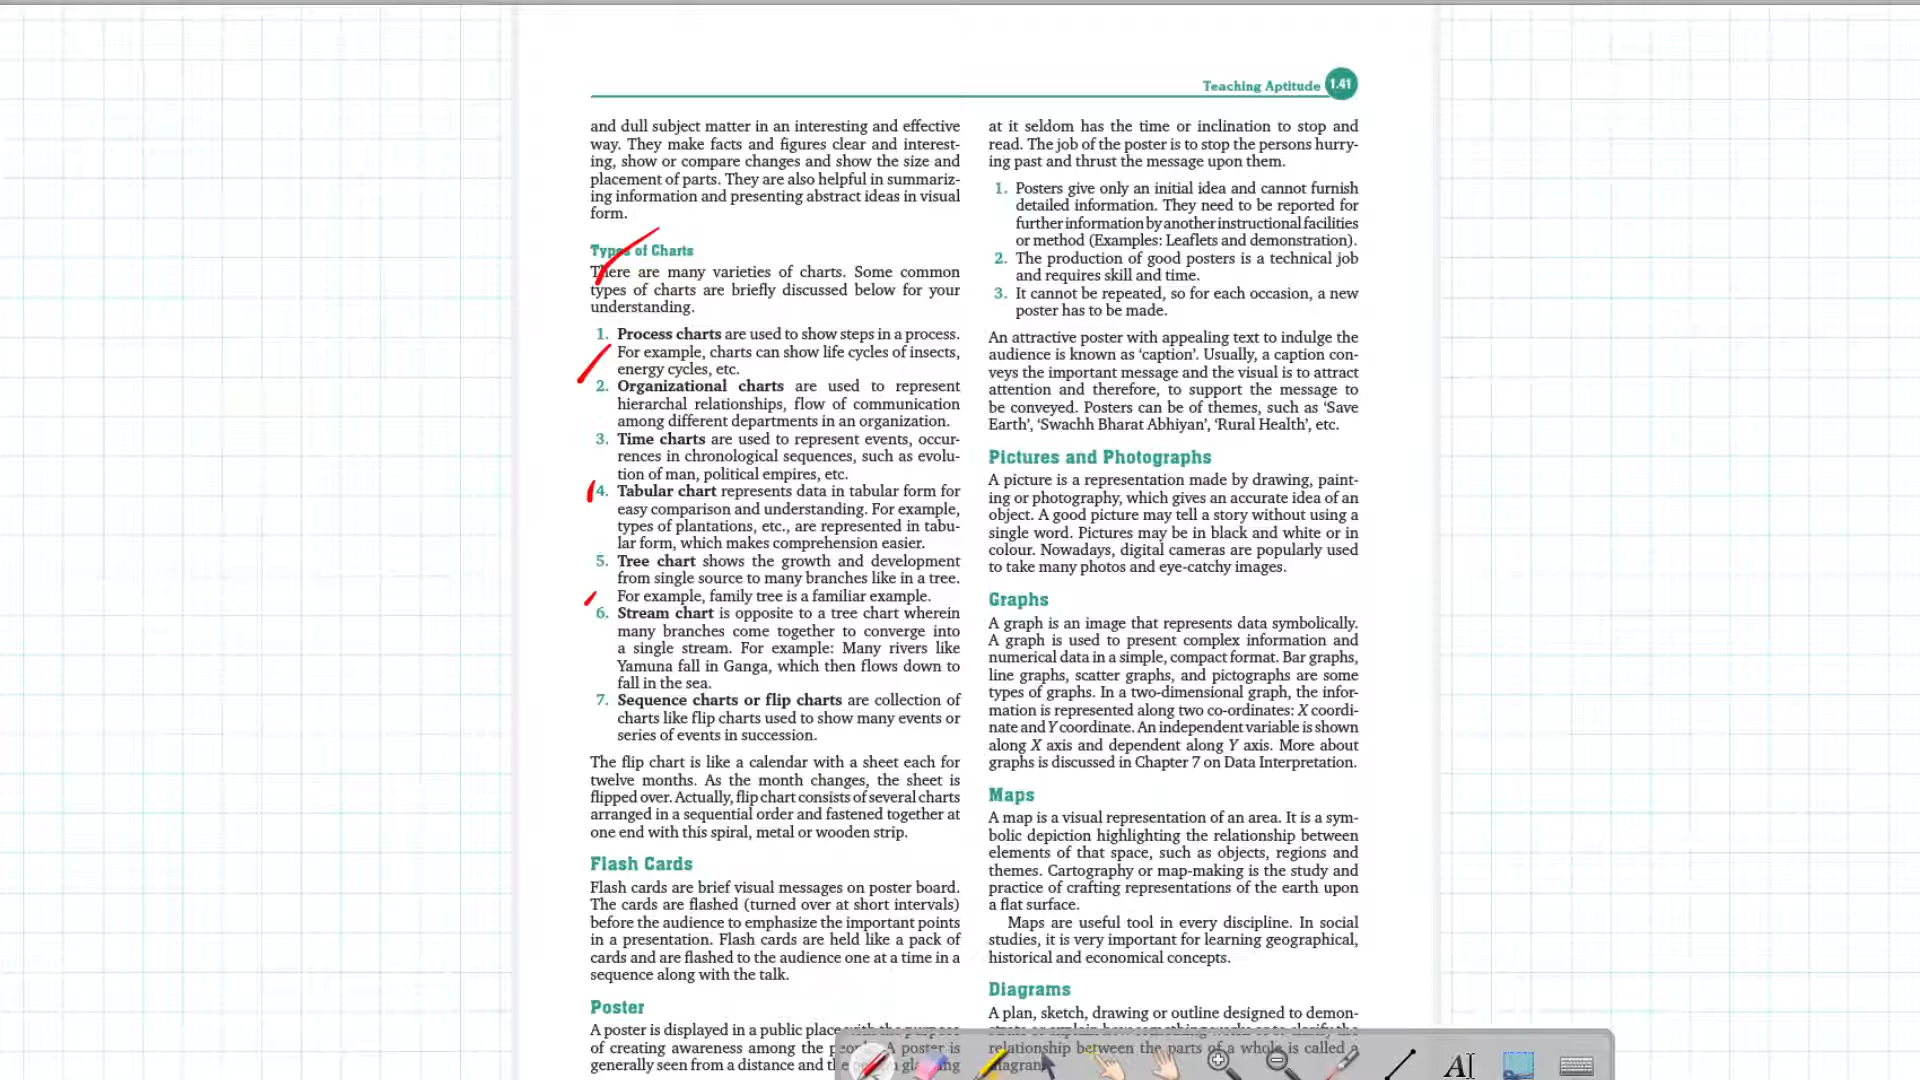 Teaching Aptitude 1.41
and dull subject matter in an interesting and effective
way. They make facts and figures clear and interest-
ing, show or compare changes and show the size and
placement of parts. They are also helpful in summariz-
ing information and presenting abstract ideas in visual
form.
Types of Charts
There are many varieties of charts. Some common
types of charts are briefly discussed below for your
understanding.
1. Process charts are used to show steps in a process.
For example, charts can show life cycles of insects,
energy cycles, etc.
2. Organizational charts are used to represent
hierarchal relationships, flow of communication
among different departments in an organization.
3. Time charts are used to represent events, occur-
rences in chronological sequences, such as evolu-
tion of man, political empires, etc.
4. Tabular chart represents data in tabular form for
easy comparison and understanding. For example,
types of plantations, etc., are represented in tabu-
lar form, which makes comprehension easier.
5. Tree chart shows the growth and development
from single source to many branches like in a tree.
For example, family tree is a familiar example.
6. Stream chart is opposite to a tree chart wherein
many branches come together to converge into
a single stream. For example: Many rivers like
Yamuna fall in Ganga, which then flows down to
fall in the sea.
7. Sequence charts or flip charts are collection of
charts like flip charts used to show many events or
series of events in succession.
The flip chart is like a calendar with a sheet each for
twelve months. As the month changes, the sheet is
flipped over. Actually, flip chart consists of several charts
arranged in a sequential order and fastened together at
one end with this spiral, metal or wooden strip.
Flash Cards
Flash cards are brief visual messages on poster board.
The cards are flashed (turned over at short intervals)
before the audience to emphasize the important points
in a presentation. Flash cards are held like a pack of
cards and are flashed to the audience one at a time in a
sequence along with the talk.
Poster
A poster is displayed in a public place with the purpose
of creating awareness among the people. A poster is
generally seen from a distance and the
at it seldom has the time or inclination to stop and
read. The job of the poster is to stop the persons hurry-
ing past and thrust the message upon them.
1. Posters give only an initial idea and cannot furnish
detailed information. They need to be reported for
further information by another instructional facilities
or method (Examples: Leaflets and demonstration).
2. The production of good posters is a technical job
and requires skill and time.
3. It cannot be repeated, so for each occasion, a new
poster has to be made.
An attractive poster with appealing text to indulge the
audience is known as ‘caption’. Usually, a caption con-
veys the important message and the visual is to attract
attention and therefore, to support the message to
be conveyed. Posters can be of themes, such as ‘Save
Earth’, ‘Swachh Bharat Abhiyan’, ‘Rural Health’, etc.
Pictures and Photographs
A picture is a representation made by drawing, paint-
ing or photography, which gives an accurate idea of an
object. A good picture may tell a story without using a
single word. Pictures may be in black and white or in
colour. Nowadays, digital cameras are popularly used
to take many photos and eye-catchy images.
Graphs
A graph is an image that represents data symbolically.
A graph is used to present complex information and
numerical data in a simple, compact format. Bar graphs,
line graphs, scatter graphs, and pictographs are some
types of graphs. In a two-dimensional graph, the infor-
mation is represented along two co-ordinates: X coordi-
nate and Y coordinate. An independent variable is shown
along X axis and dependent along Y axis. More about
graphs is discussed in Chapter 7 on Data Interpretation.
Maps
A map is a visual representation of an area. It is a sym-
bolic depiction highlighting the relationship between
elements of that space, such as objects, regions and
themes. Cartography or map-making is the study and
practice of crafting representations of the earth upon
a flat surface.
Maps are useful tool in every discipline. In social
studies, it is very important for learning geographical,
historical and economical concepts.
Diagrams
A plan, sketch, drawing or outline designed to demon-
strate or explain how something works or to clarify the
relationship between the parts of a whole is called a